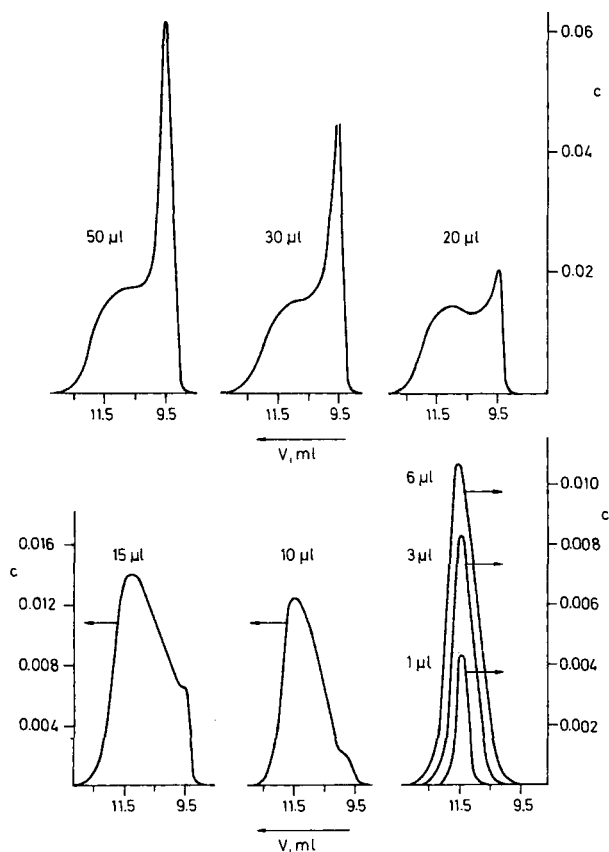 0.06
c
0.04
50 µl
30 µl
20 µl
0.02
11.5 9.5
11.5 9.5
11.5 9.5
V, ml
6 µl
15 µl
10 µl
0.016
0.010
c
c
3 µl
0.012
0.008
0.006
1 µl
0.008
0.004
0.004
0.002
11.5 9.5
11.5 9.5
11.5 9.5
V, ml